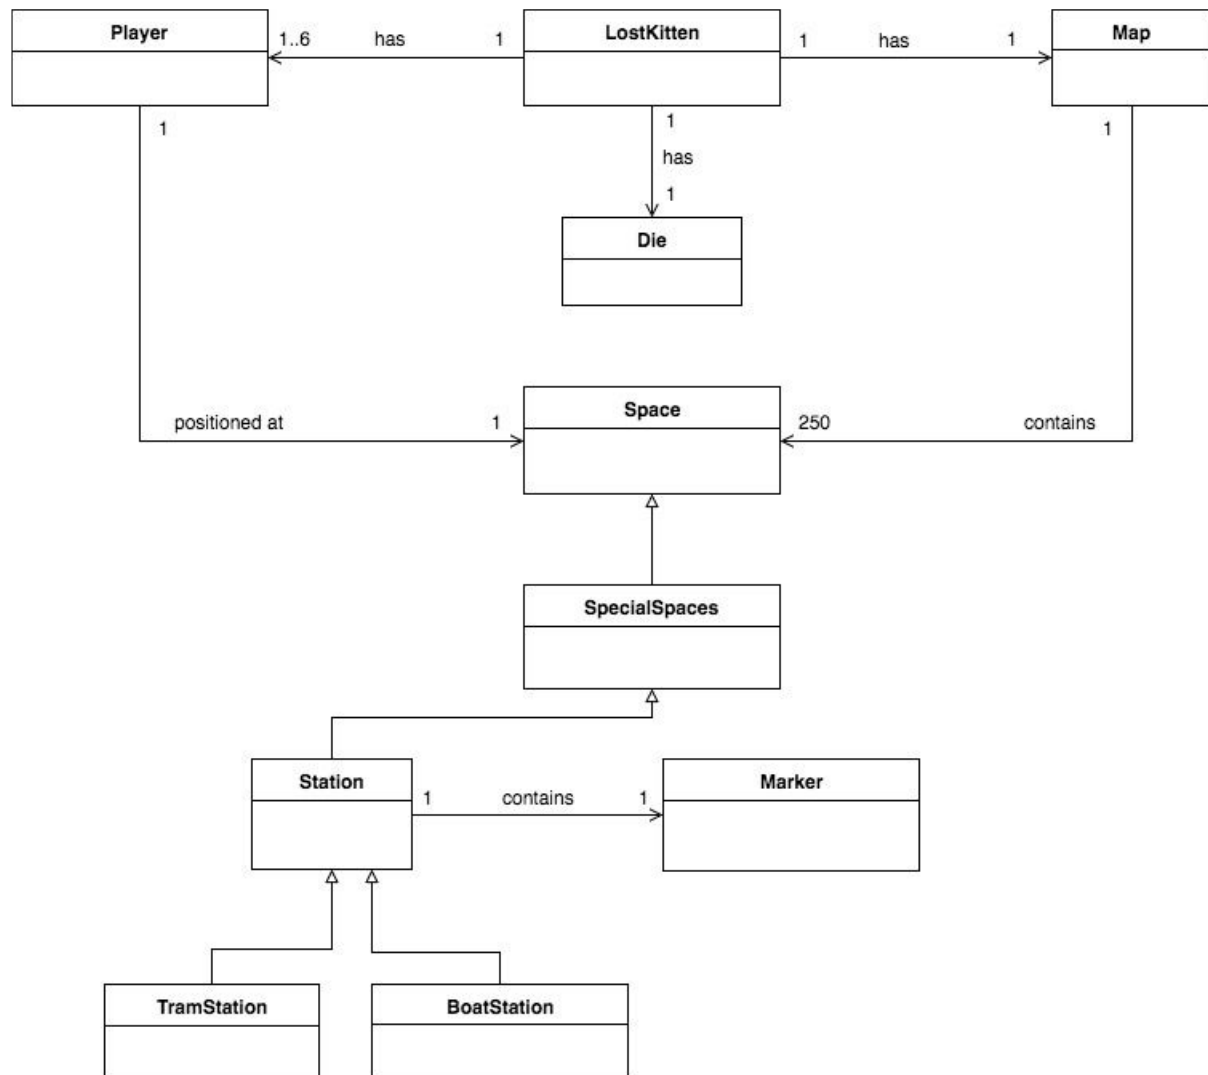 Player
LostKitten
Map
1..6 has 1
1 has 1
1
1
1
has
1
Die
Space
positioned at 1
250 contains
SpecialSpaces
Station
Marker
1 contains 1
TramStation
BoatStation